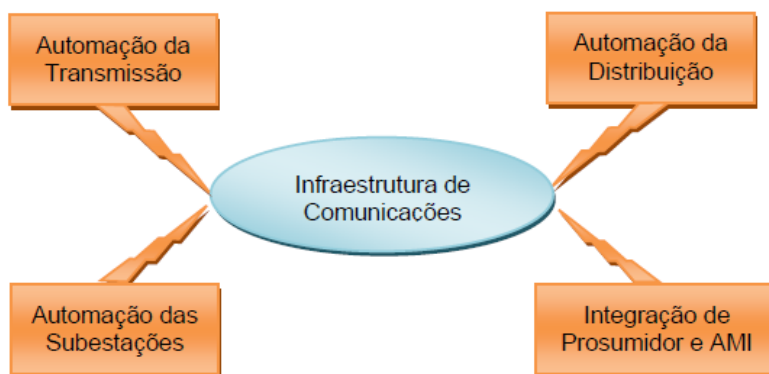 Automação da
Transmissão
Automação da
Distribuição
Infraestrutura de
Comunicações
Automação das
Subestações
Integração de
Prosumidor e AMI